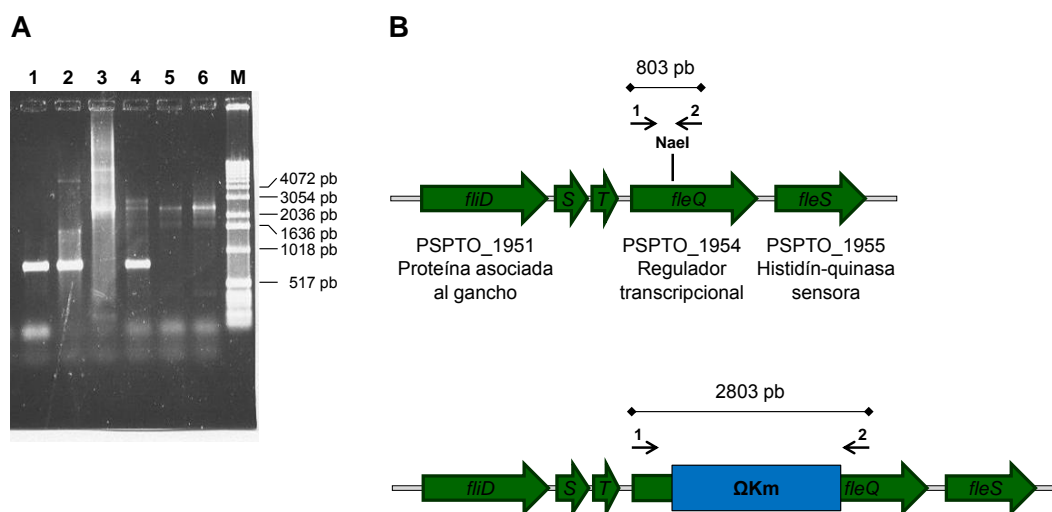 A
1 2 3 4 5 6 M
4072 pb
3054 pb
2036 pb
1636 pb
1018 pb
517 pb
B
803 pb
1 2
NaeI
fliD S T fleQ fleS
PSPTO_1951 PSPTO_1954 PSPTO_1955
Proteína asociada Regulador Histidín-quinasa
al gancho transcripcional sensora
2803 pb
1 2
fliD S T ΩKm fleQ fleS